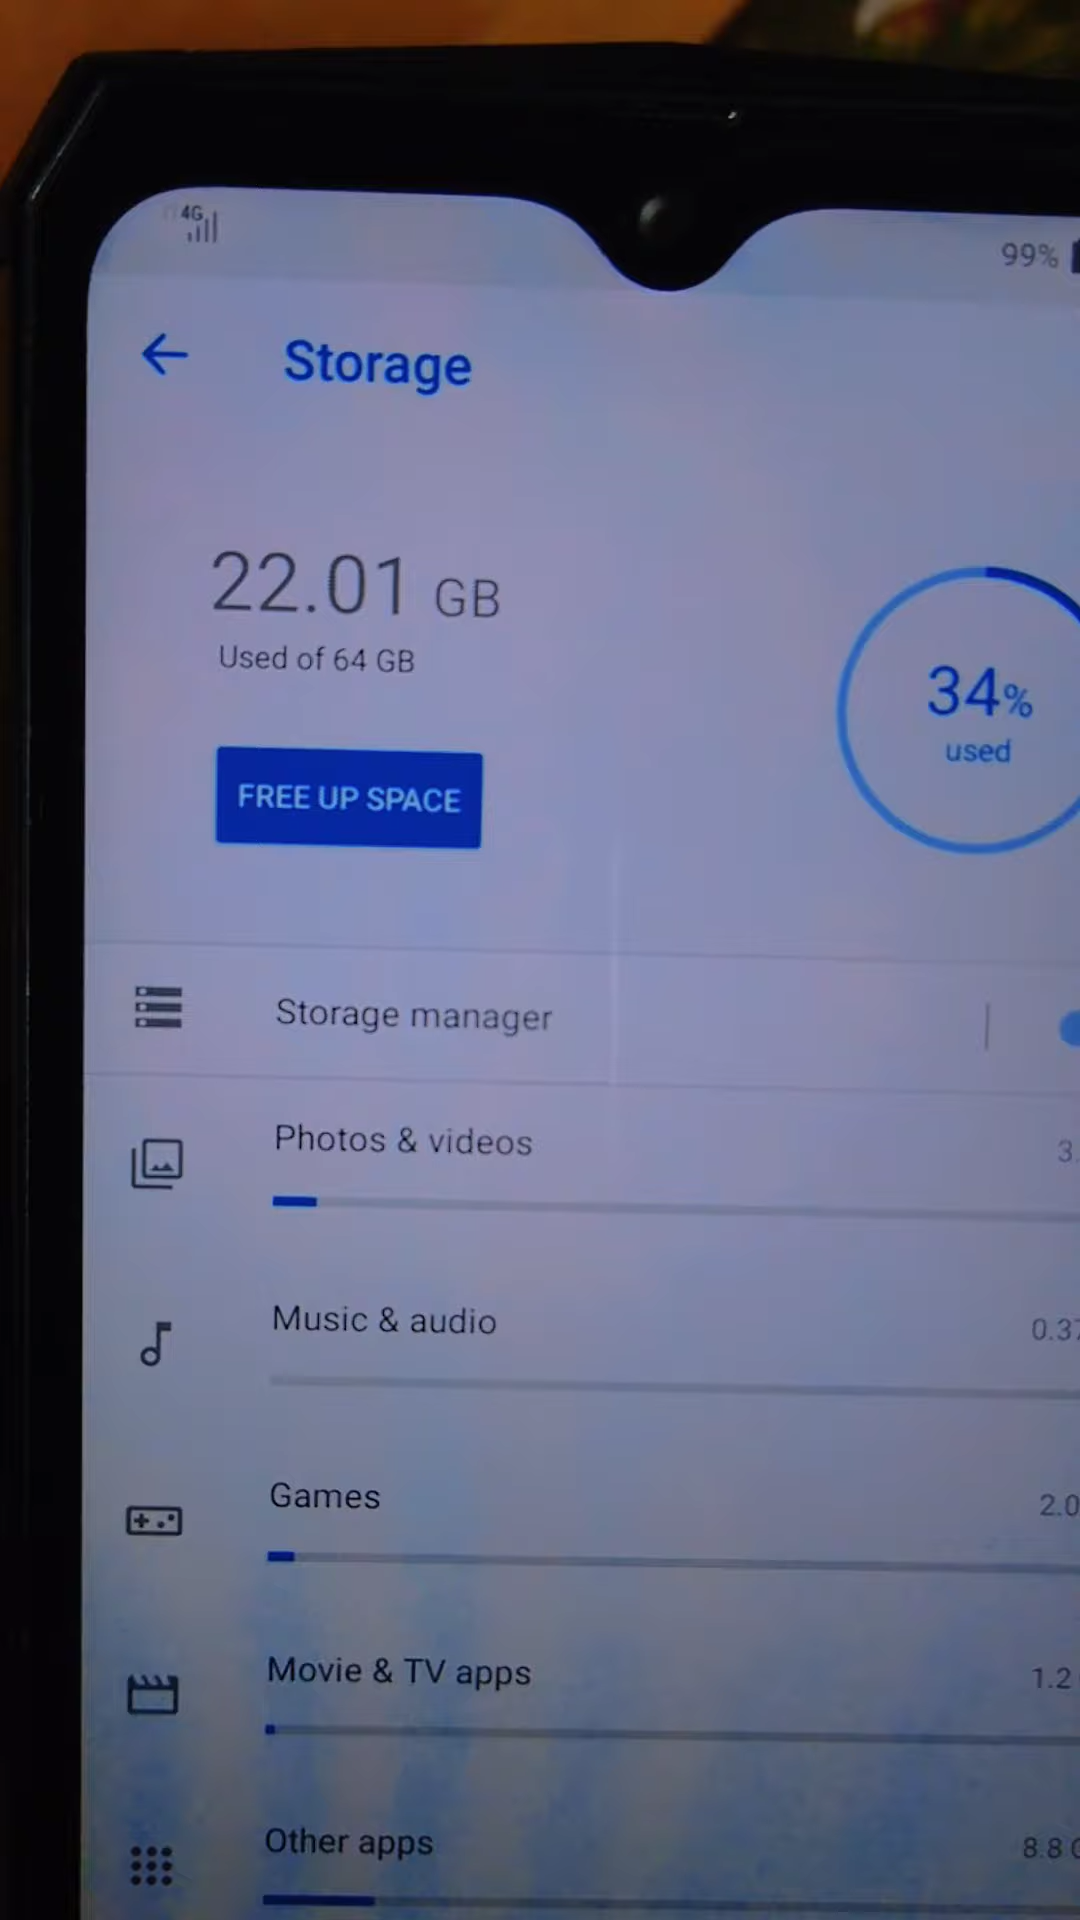 4G
99%
Storage
22.01 GB
Used of 64 GB
34%
used
FREE UP SPACE
Storage manager
Photos & videos
3.
Music & audio
0.37
Games
2.0
Movie & TV apps
1.2
Other apps
8.8